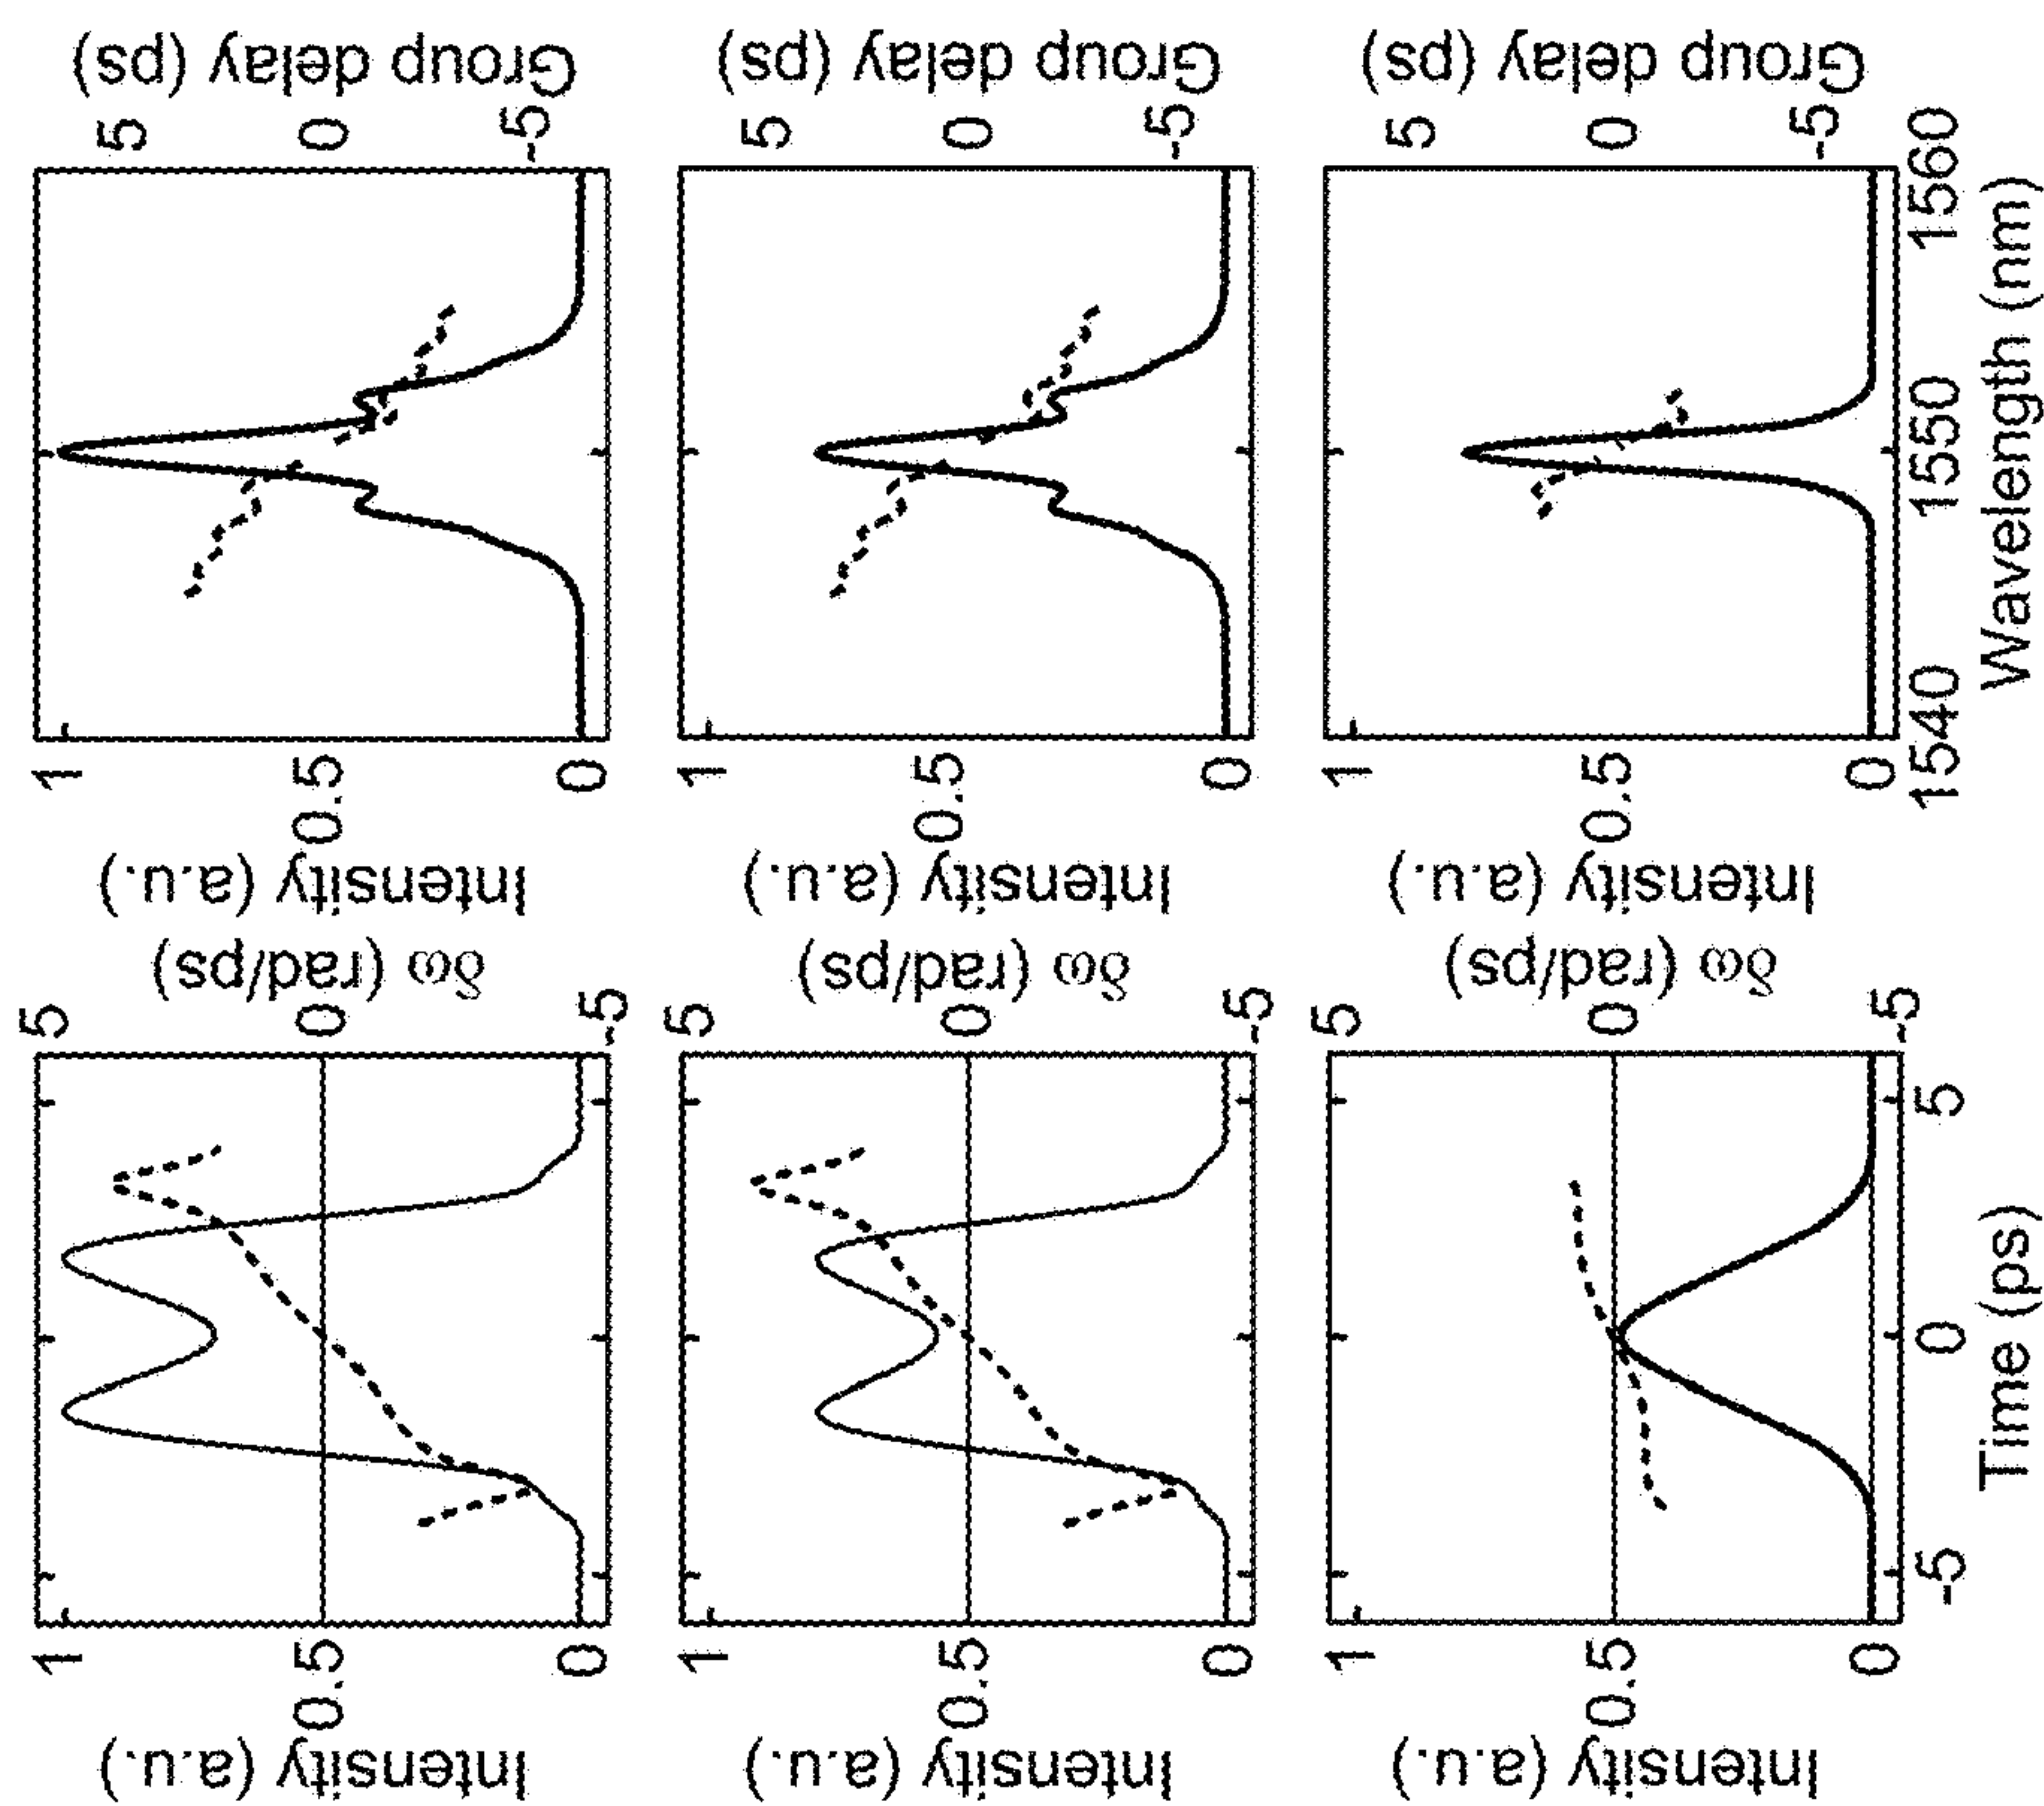 Intensity (a.u.)
1
0.5
0
5
0
-5
δω (rad/ps)
Intensity (a.u.)
1
0.5
0
5
0
-5
Group delay (ps)
Intensity (a.u.)
1
0.5
0
5
0
-5
δω (rad/ps)
Intensity (a.u.)
1
0.5
0
5
0
-5
Group delay (ps)
Intensity (a.u.)
1
0.5
0
5
0
-5
δω (rad/ps)
Intensity (a.u.)
1
0.5
0
5
0
-5
Group delay (ps)
-5 0 5
Time (ps)
1540 1550 1560
Wavelength (nm)